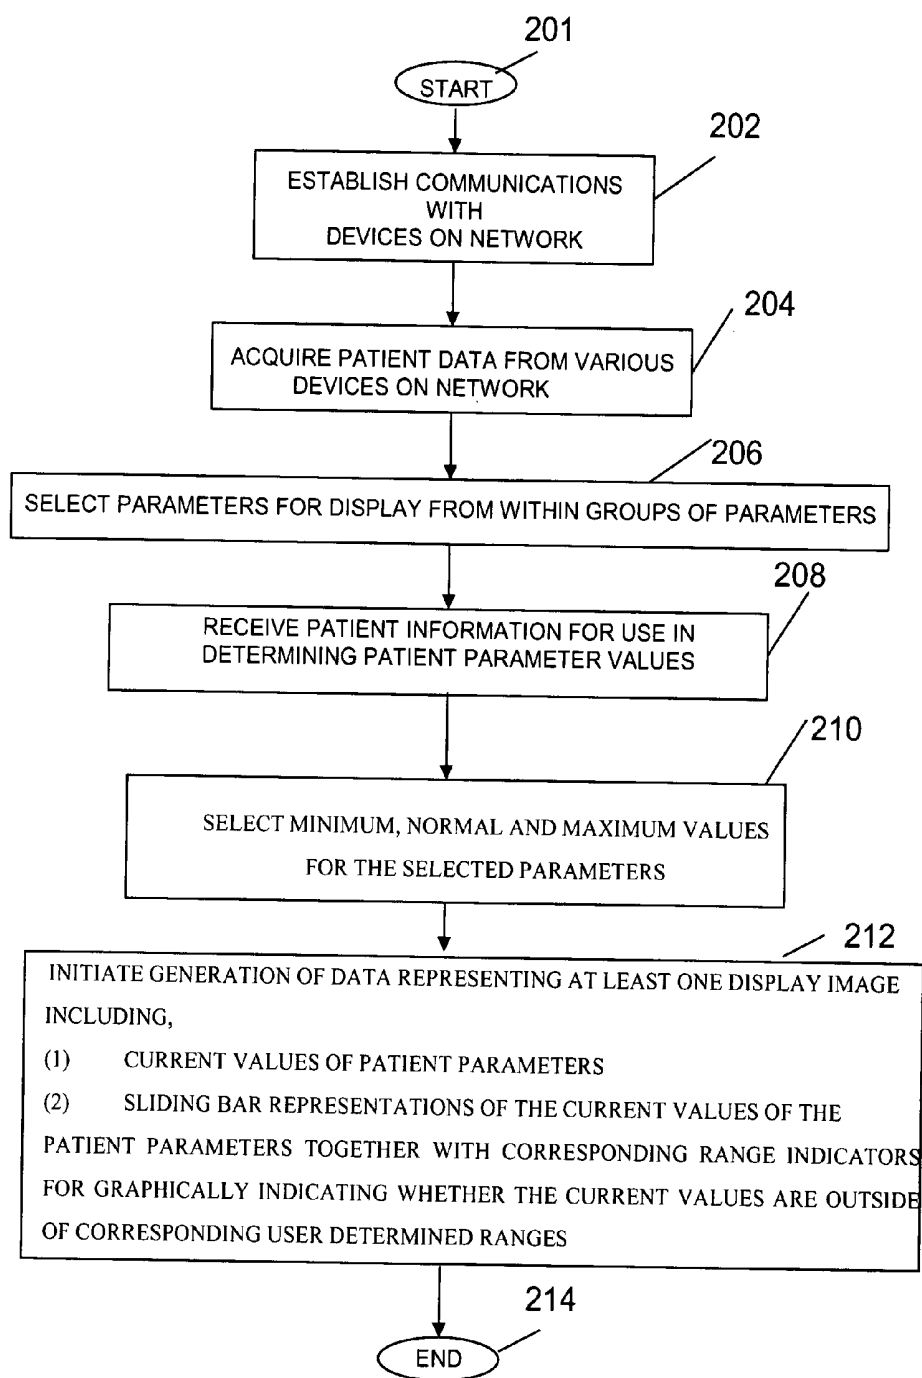 201
START
202
ESTABLISH COMMUNICATIONS
WITH
DEVICES ON NETWORK
204
ACQUIRE PATIENT DATA FROM VARIOUS
DEVICES ON NETWORK
206
SELECT PARAMETERS FOR DISPLAY FROM WITHIN GROUPS OF PARAMETERS
208
RECEIVE PATIENT INFORMATION FOR USE IN
DETERMINING PATIENT PARAMETER VALUES
210
SELECT MINIMUM, NORMAL AND MAXIMUM VALUES
FOR THE SELECTED PARAMETERS
212
INITIATE GENERATION OF DATA REPRESENTING AT LEAST ONE DISPLAY IMAGE
INCLUDING,
(1) CURRENT VALUES OF PATIENT PARAMETERS
(2) SLIDING BAR REPRESENTATIONS OF THE CURRENT VALUES OF THE
PATIENT PARAMETERS TOGETHER WITH CORRESPONDING RANGE INDICATORS
FOR GRAPHICALLY INDICATING WHETHER THE CURRENT VALUES ARE OUTSIDE
OF CORRESPONDING USER DETERMINED RANGES
214
END